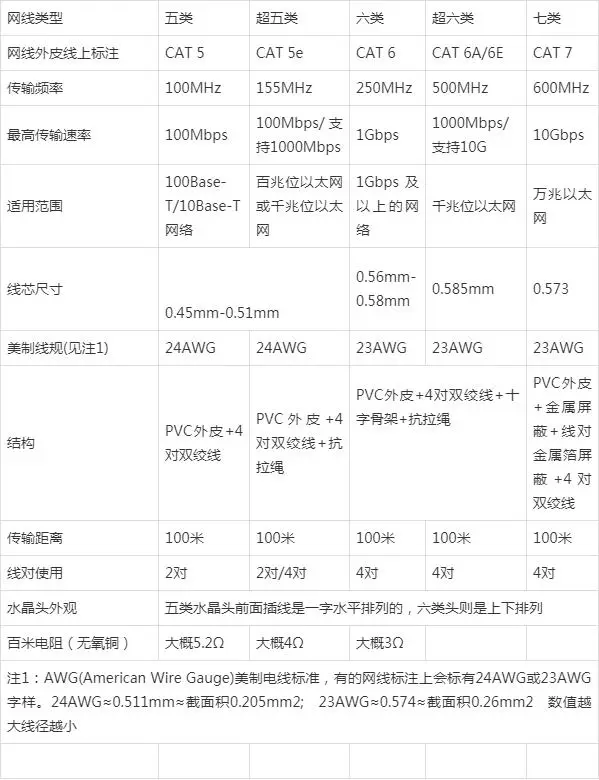 网线类型 五类 超五类 六类 超六类 七类
网线外皮线上标注 CAT 5 CAT 5e CAT 6 CAT 6A/6E CAT 7
传输频率 100MHz 155MHz 250MHz 500MHz 600MHz
最高传输速率 100Mbps 100Mbps/ 支持1000Mbps 1Gbps 1000Mbps/支持10G 10Gbps
适用范围 100Base-T/10Base-T网络 百兆位以太网或千兆位以太网 1Gbps 及以上的网络 千兆位以太网 万兆以太网
线芯尺寸 0.45mm-0.51mm 0.56mm-0.58mm 0.585mm 0.573
美制线规(见注1) 24AWG 24AWG 23AWG 23AWG 23AWG
结构 PVC外皮+4对双绞线 PVC 外 皮 +4对双绞线+抗拉绳 PVC外皮+4对双绞线+十字骨架+抗拉绳 PVC外皮+金属屏蔽+线对金属箔屏蔽 +4 对双绞线
传输距离 100米 100米 100米 100米 100米
线对使用 2对 2对/4对 4对 4对 4对
水晶头外观 五类水晶头前面插线是一字水平排列的，六类头则是上下排列
百米电阻（无氧铜） 大概5.2Ω 大概4Ω 大概3Ω
注1：AWG(American Wire Gauge)美制电线标准，有的网线标注上会标有24AWG或23AWG
字样。24AWG≈0.511mm≈截面积0.205mm2; 23AWG≈0.574≈截面积0.26mm2 数值越
大线径越小